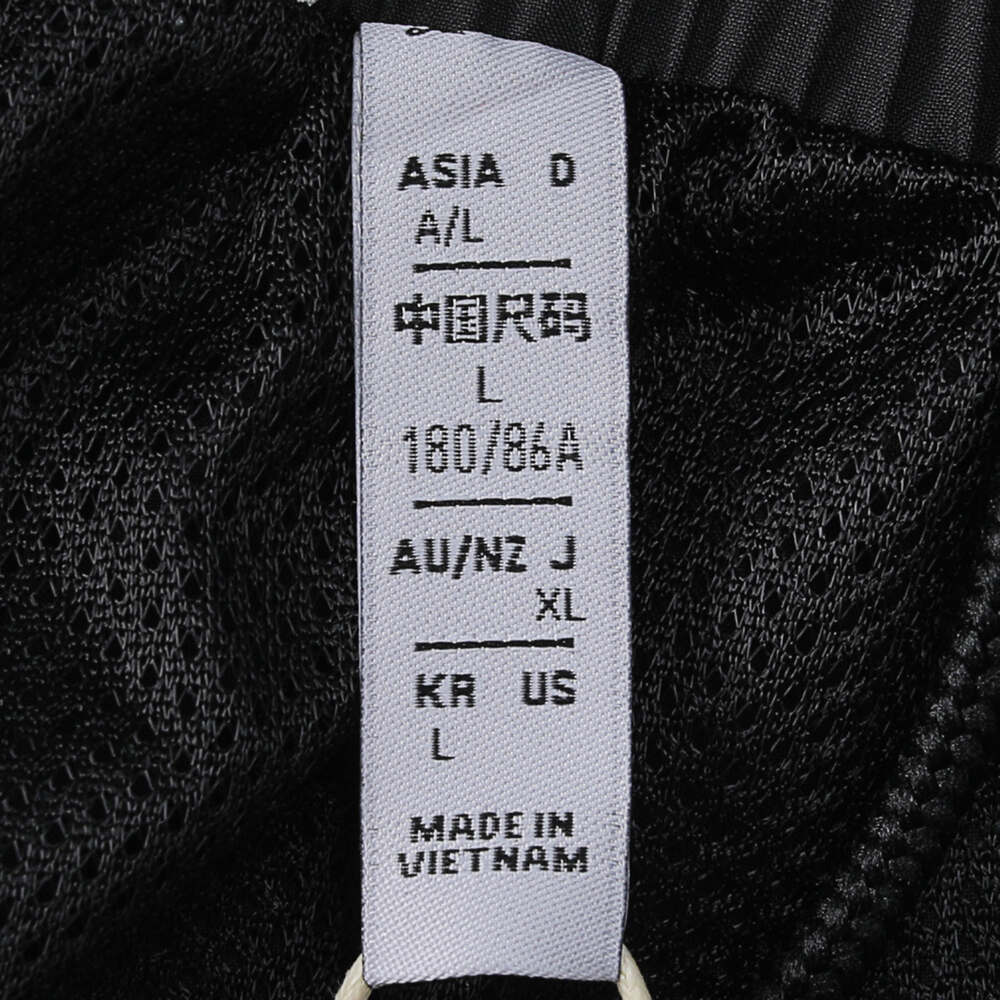 ASIA D
A/L
中国尺码
L
180/86A
AU/NZ J
XL
KR US
L
MADE IN
VIETNAM